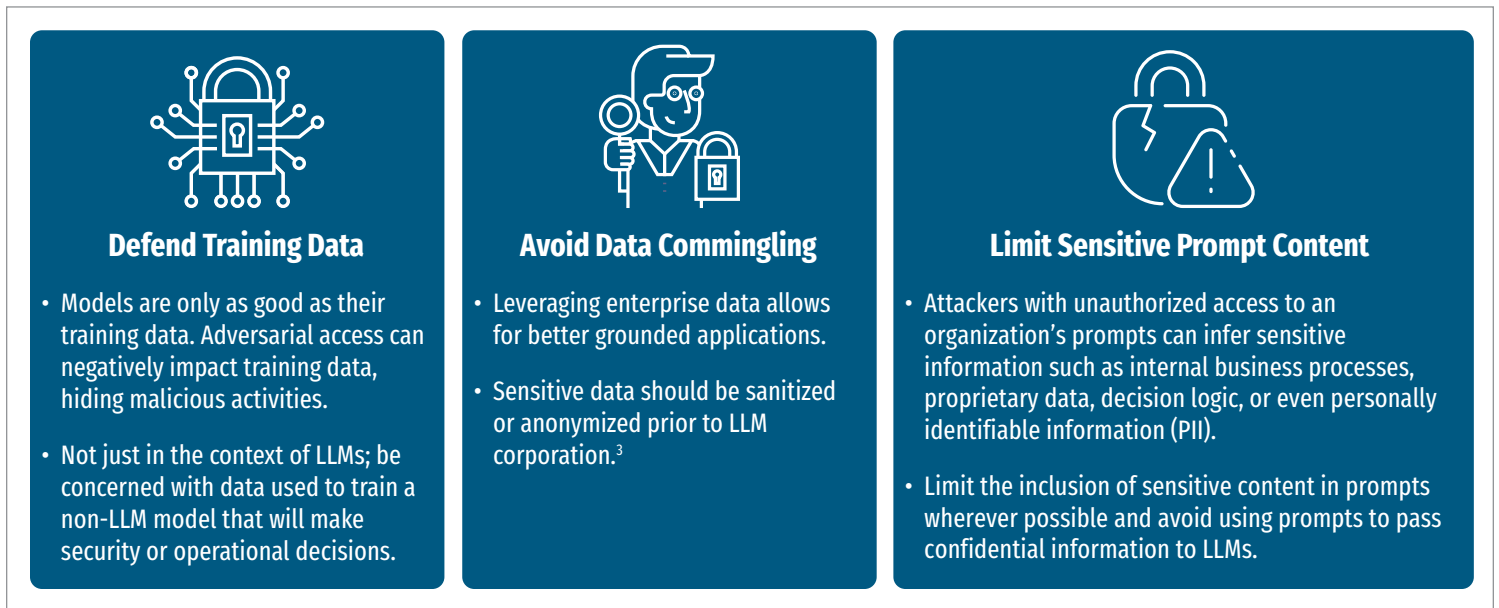 Defend Training Data
• Models are only as good as their
training data. Adversarial access can
negatively impact training data,
hiding malicious activities.
• Not just in the context of LLMs; be
concerned with data used to train a
non-LLM model that will make
security or operational decisions.
Avoid Data Commingling
• Leveraging enterprise data allows
for better grounded applications.
• Sensitive data should be sanitized
or anonymized prior to LLM
corporation.³
Limit Sensitive Prompt Content
• Attackers with unauthorized access to an
organization’s prompts can infer sensitive
information such as internal business processes,
proprietary data, decision logic, or even personally
identifiable information (PII).
• Limit the inclusion of sensitive content in prompts
wherever possible and avoid using prompts to pass
confidential information to LLMs.